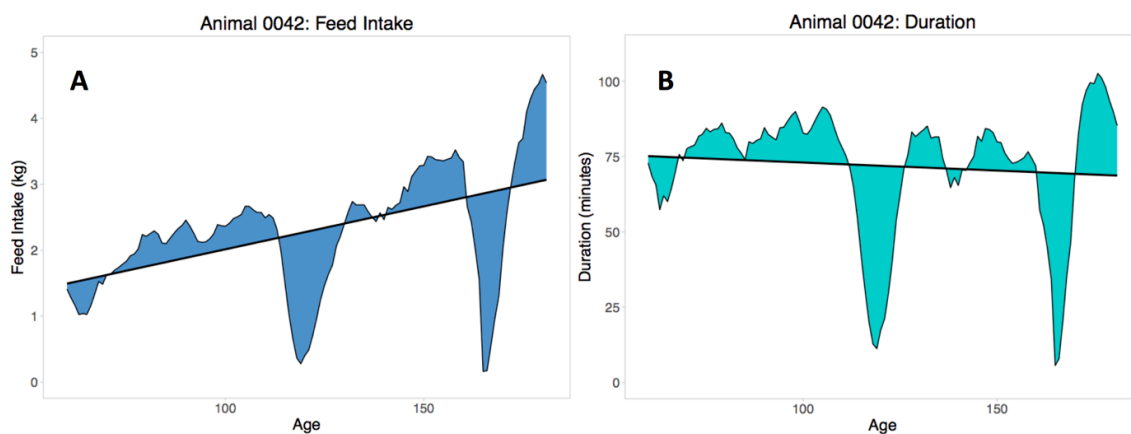 Animal 0042: Feed Intake
A
Feed Intake (kg)
5
4
3
2
1
0
100
150
Age
Animal 0042: Duration
B
Duration (minutes)
100
75
50
25
0
100
150
Age